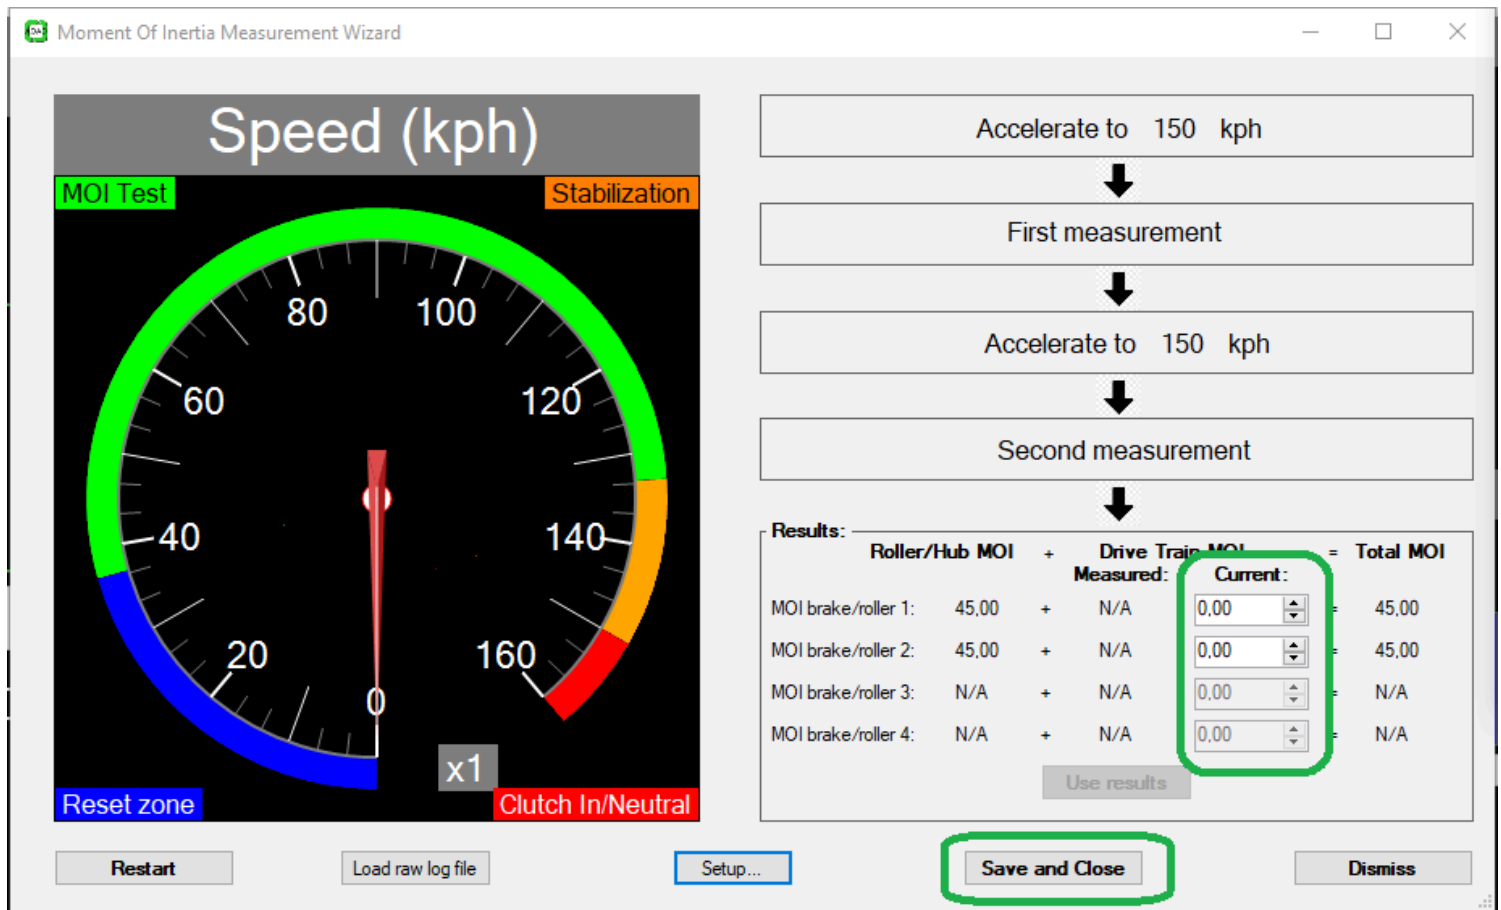 Moment Of Inertia Measurement Wizard
Speed (kph)
MOI Test
Stabilization
80
100
60
120
40
140
20
160
0
x1
Reset zone
Clutch In/Neutral
Accelerate to 150 kph
First measurement
Accelerate to 150 kph
Second measurement
Results:
Roller/Hub MOI + Drive Train MOI = Total MOI
Measured: Current:
MOI brake/roller 1: 45,00 + N/A 0,00 = 45,00
MOI brake/roller 2: 45,00 + N/A 0,00 = 45,00
MOI brake/roller 3: N/A + N/A 0,00 = N/A
MOI brake/roller 4: N/A + N/A 0,00 = N/A
Use results
Restart
Load raw log file
Setup...
Save and Close
Dismiss